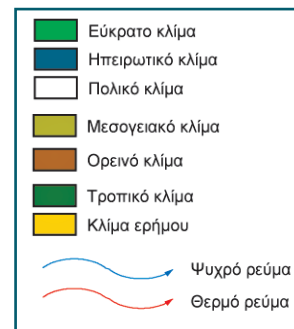 Εύκρατο κλίμα
Ηπειρωτικό κλίμα
Πολικό κλίμα
Μεσογειακό κλίμα
Ορεινό κλίμα
Τροπικό κλίμα
Κλίμα ερήμου
Ψυχρό ρεύμα
Θερμό ρεύμα